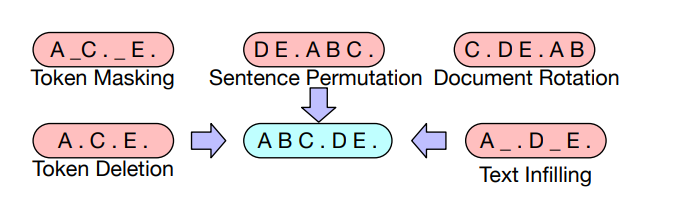 A _ C . _ E .
D E . A B C .
C . D E . A B
Token Masking
Sentence Permutation
Document Rotation
A . C . E .
A B C . D E .
A _ . D _ E .
Token Deletion
Text Infilling